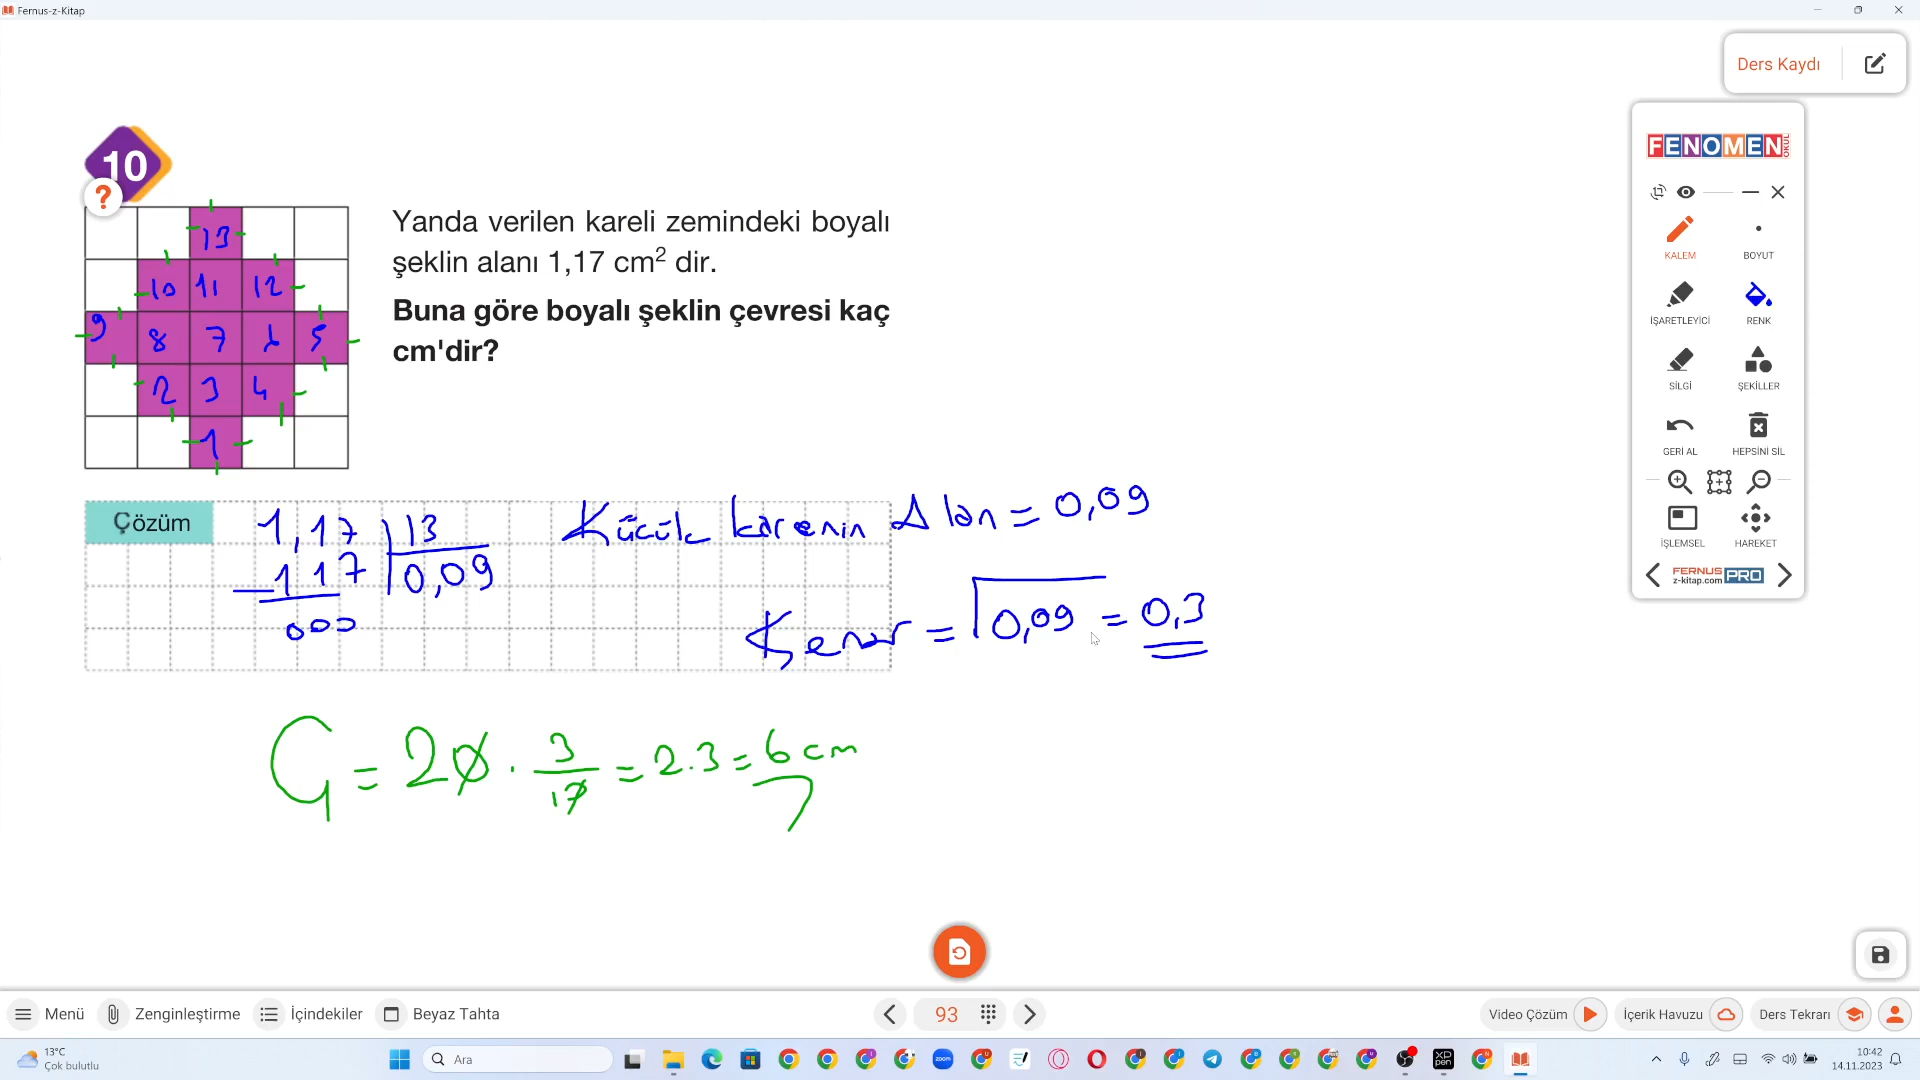 Fernus-z-Kitap
Ders Kaydı
10
?
Yanda verilen kareli zemindeki boyalı
şeklin alanı 1,17 cm² dir.
Buna göre boyalı şeklin çevresi kaç
cm'dir?
13
10 11 12
9 8 7 6 5
2 3 4
1
Çözüm
1,17 13
- 117 0,09
000
Küçük karenin Alan = 0,09
Kenar = √0,09 = 0,3
Ç = 20 . 3/10 = 2.3 = 6 cm
FENOMEN OKUL
KALEM
BOYUT
İŞARETLEYİCİ
RENK
SİLGİ
ŞEKİLLER
GERİ AL
HEPSİNİ SİL
İŞLEMSEL
HAREKET
FERNUS z-kitap.com PRO
Menü
Zenginleştirme
İçindekiler
Beyaz Tahta
93
Video Çözüm
İçerik Havuzu
Ders Tekrarı
13°C
Çok bulutlu
Ara
zoom
XP PEN
10:42
14.11.2023